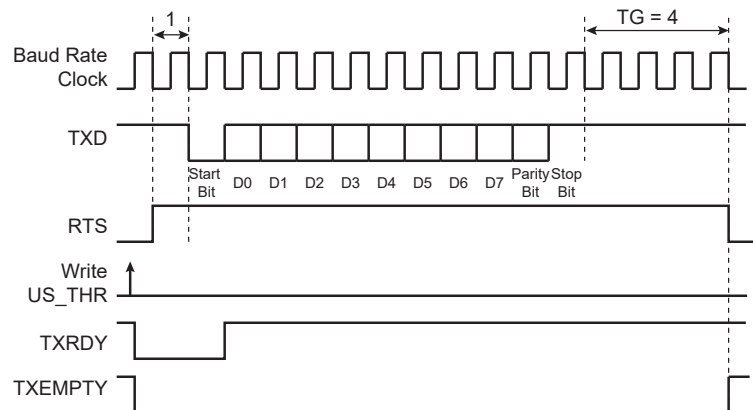 1
TG = 4
Baud Rate
Clock
TXD
Start
Bit
D0
D1
D2
D3
D4
D5
D6
D7
Parity
Bit
Stop
Bit
RTS
Write
US_THR
TXRDY
TXEMPTY